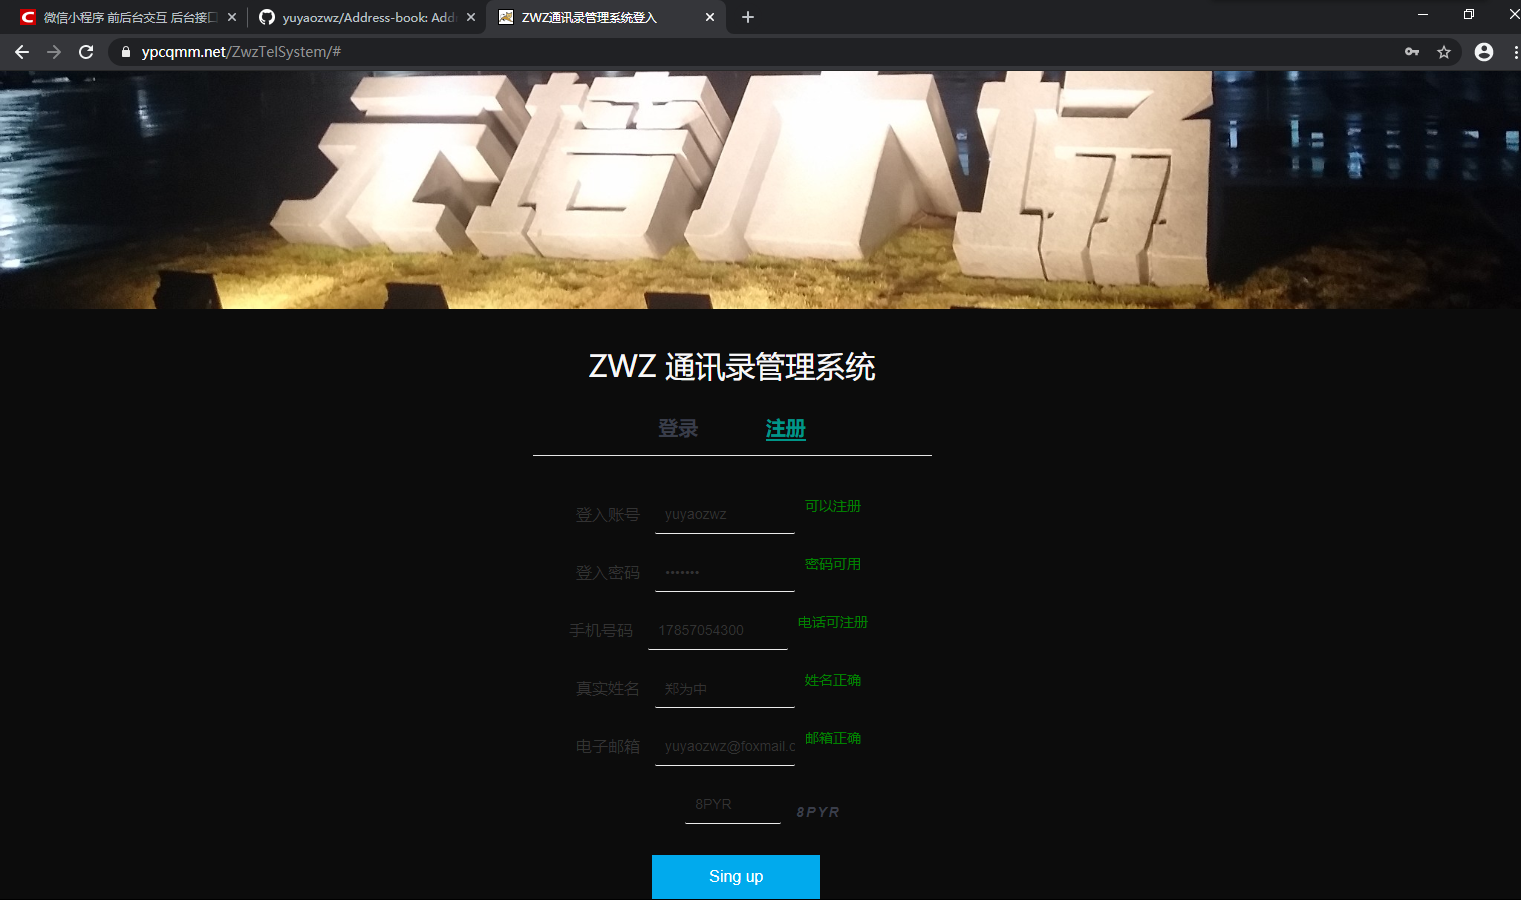 微信小程序 前后台交互 后台接口
yuyaozwz/Address-book: Addr
ZWZ通讯录管理系统登入
ypcqmm.net/ZwzTelSystem/#
云墙广场
ZWZ 通讯录管理系统
登录
注册
登入账号 yuyaozwz 可以注册
登入密码 ••••••• 密码可用
手机号码 17857054300 电话可注册
真实姓名 郑为中 姓名正确
电子邮箱 yuyaozwz@foxmail.c 邮箱正确
8PYR 8PYR
Sing up